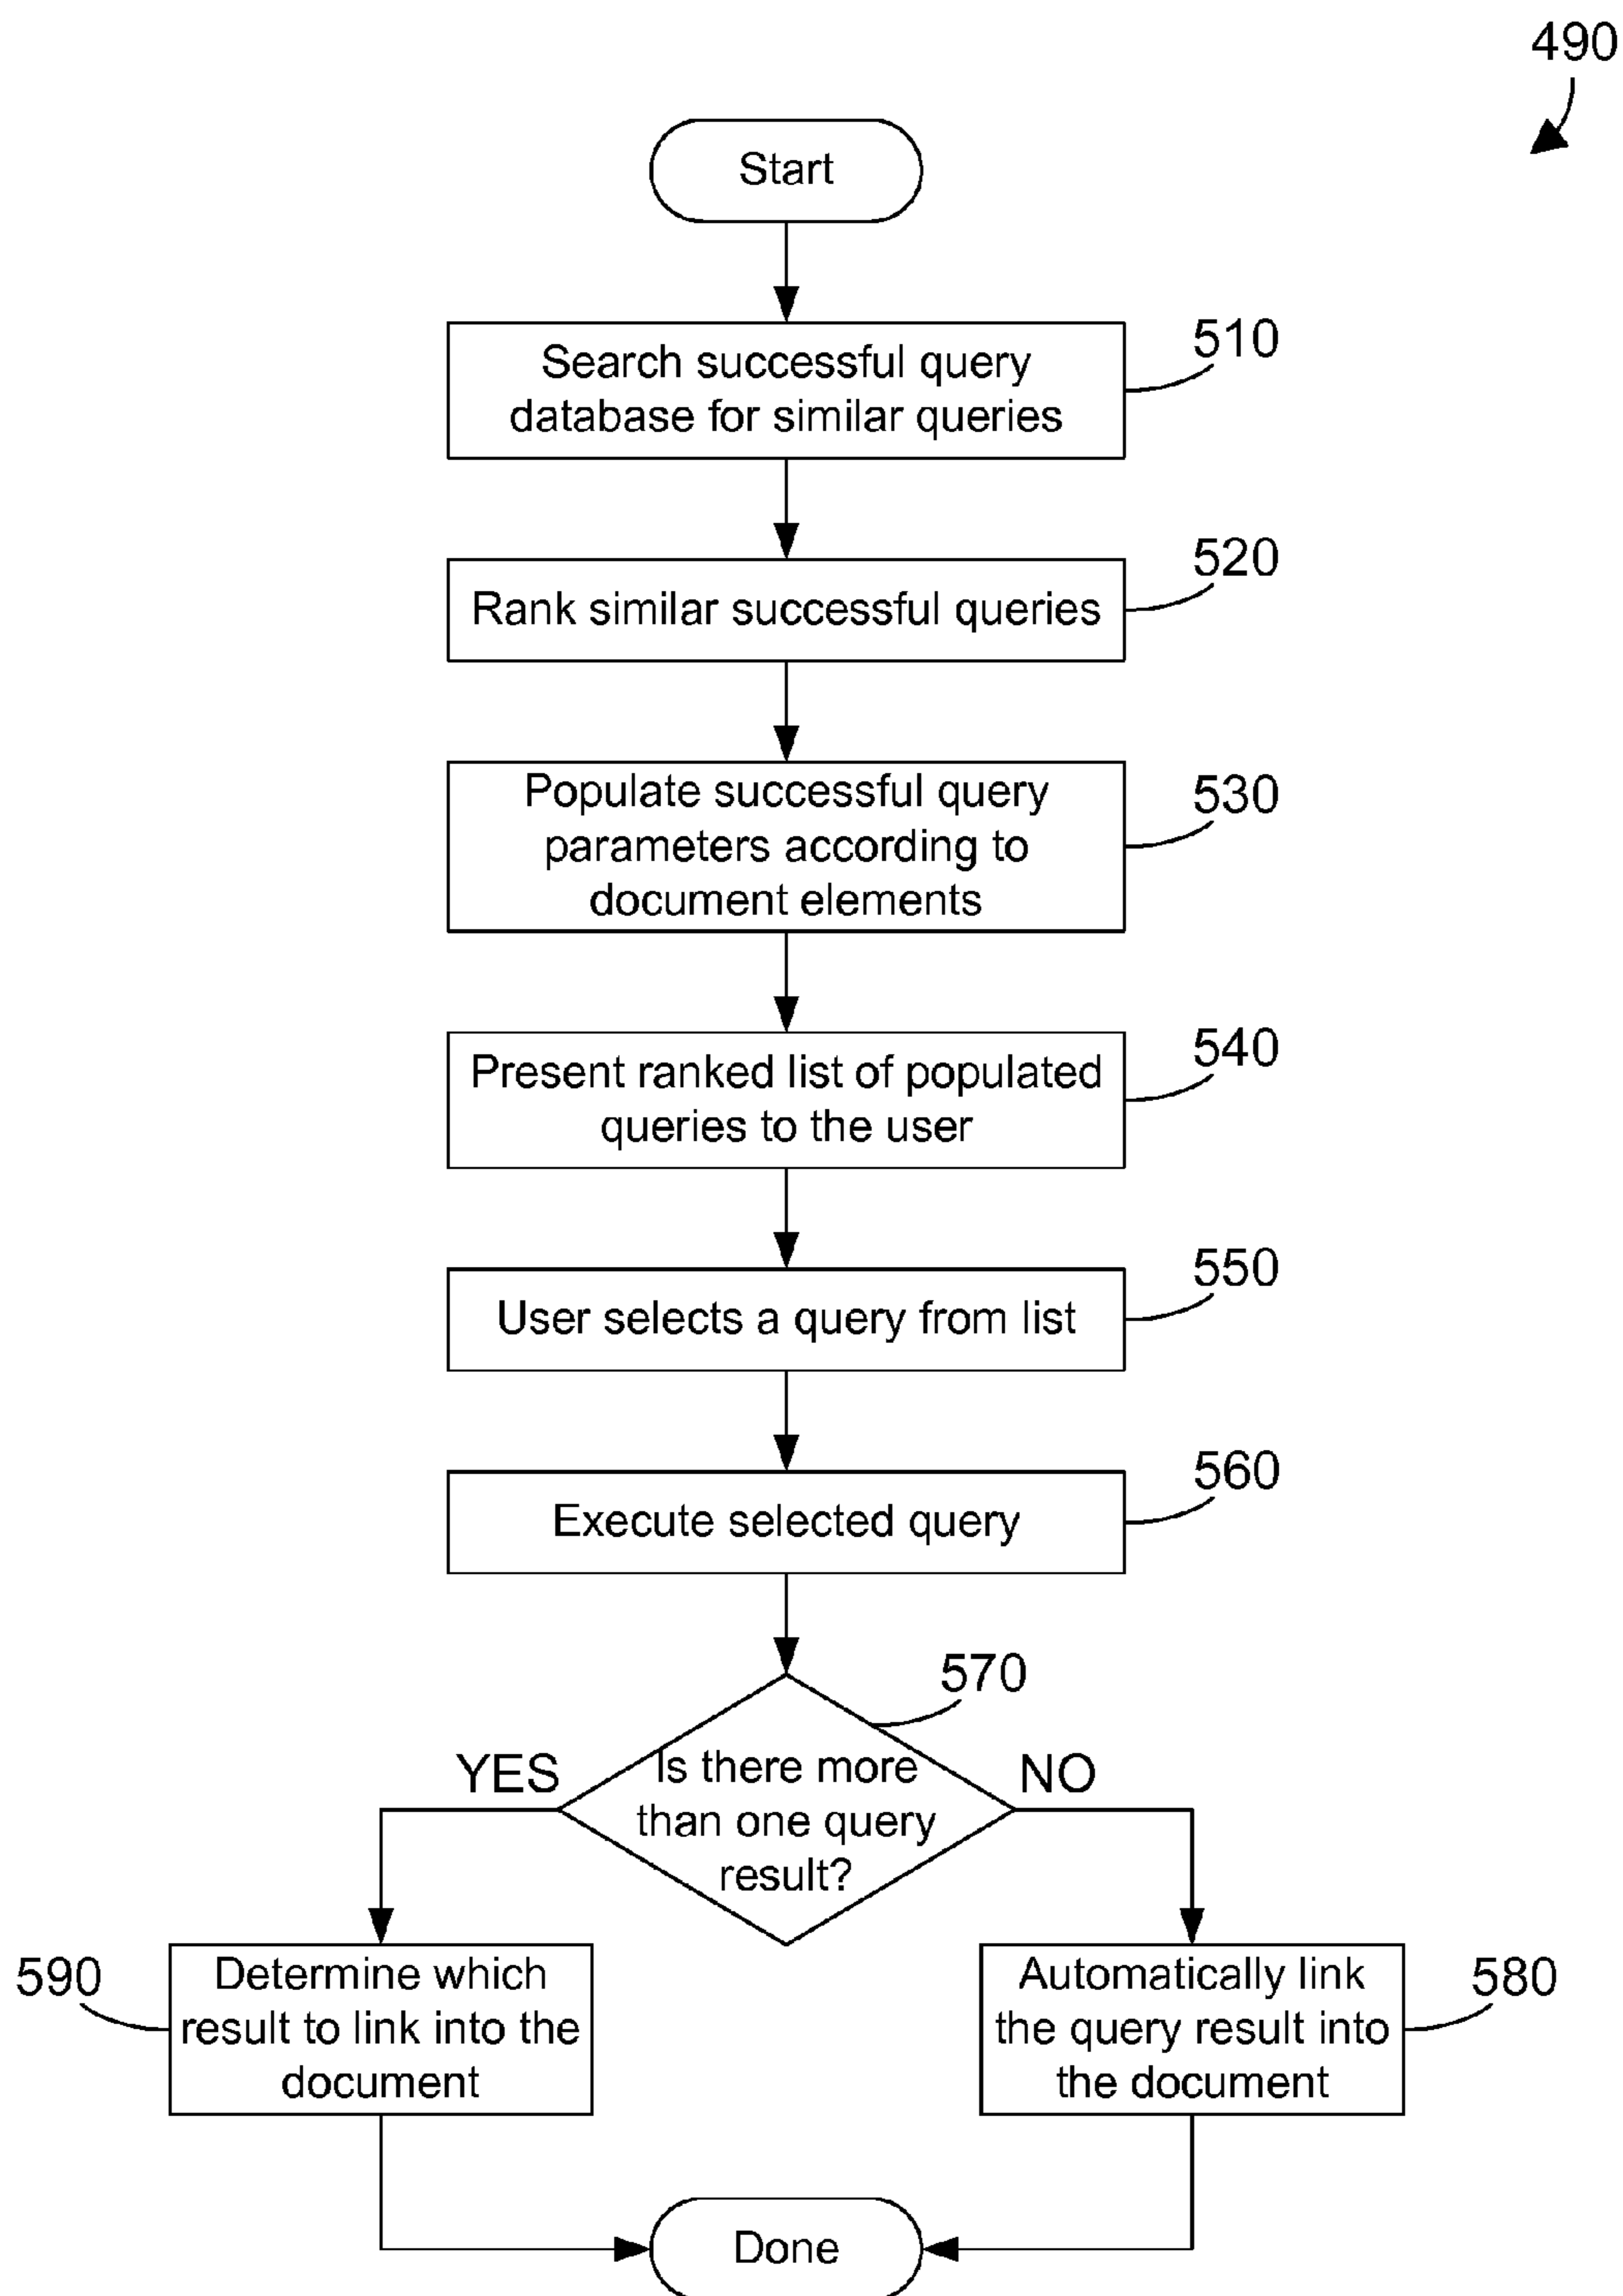 490
Start
Search successful query
database for similar queries
510
Rank similar successful queries
520
Populate successful query
parameters according to
document elements
530
Present ranked list of populated
queries to the user
540
User selects a query from list
550
Execute selected query
560
570
Is there more
than one query
result?
YES
NO
590
Determine which
result to link into the
document
Automatically link
the query result into
the document
580
Done